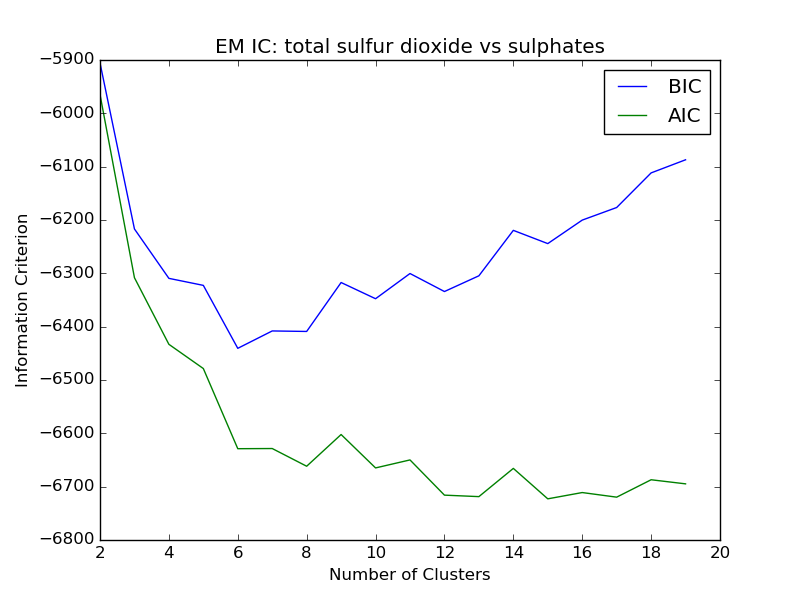 EM IC: total sulfur dioxide vs sulphates
−5900
−6000
−6100
−6200
−6300
−6400
−6500
−6600
−6700
−6800
Information Criterion
BIC
AIC
2 4 6 8 10 12 14 16 18 20
Number of Clusters